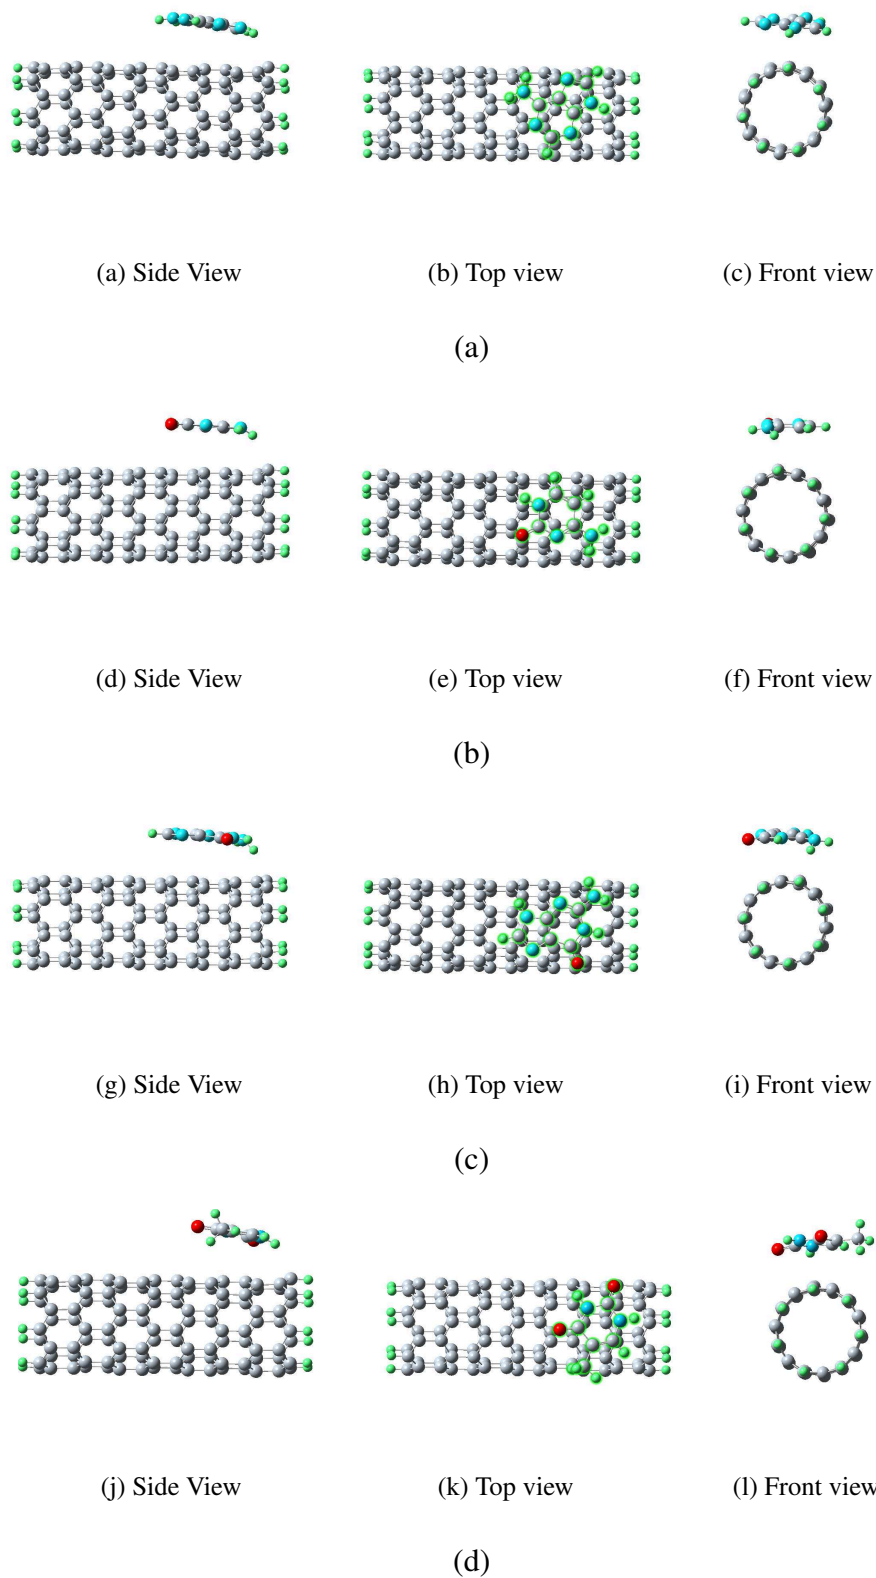 (a) Side View (b) Top view (c) Front view
(a)
(d) Side View (e) Top view (f) Front view
(b)
(g) Side View (h) Top view (i) Front view
(c)
(j) Side View (k) Top view (l) Front view
(d)